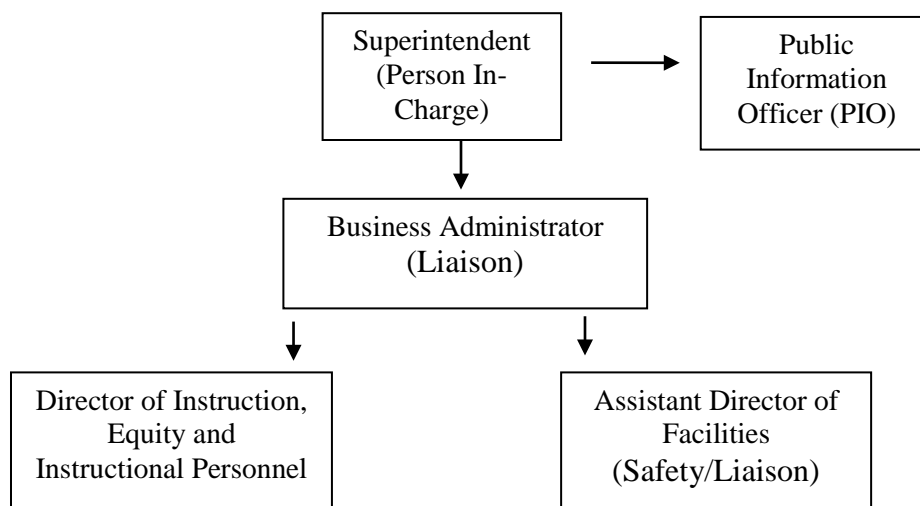 Superintendent
(Person In-
Charge)
Public
Information
Officer (PIO)
Business Administrator
(Liaison)
Director of Instruction,
Equity and
Instructional Personnel
Assistant Director of
Facilities
(Safety/Liaison)